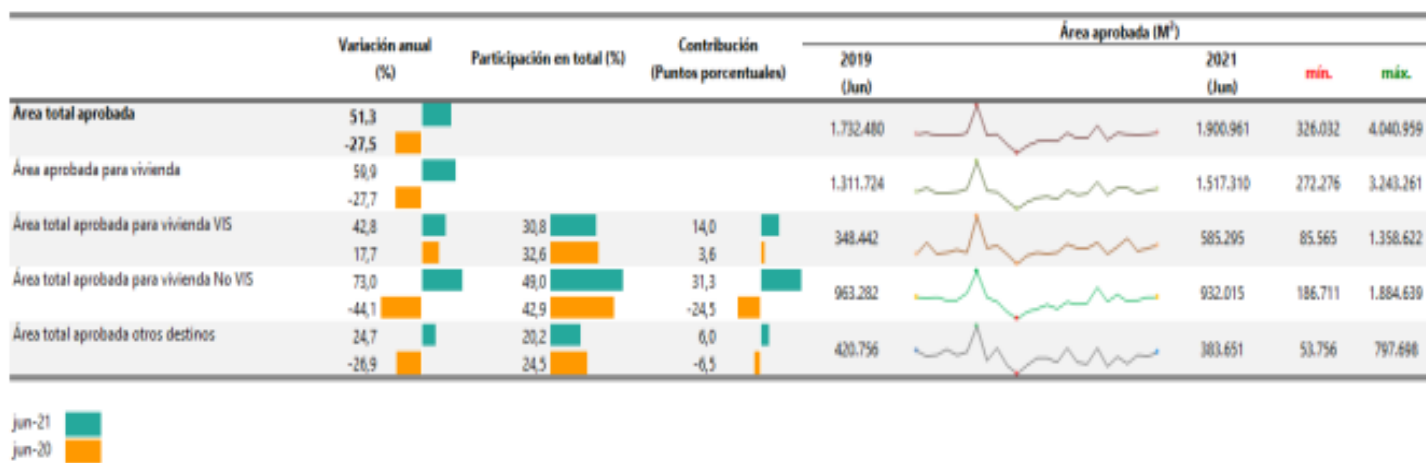 Área aprobada (M²)
Variación anual (%) Participación en total (%) Contribución (Puntos porcentuales) 2019 (Jun) 2021 (Jun) mín. máx.
Área total aprobada 51,3 1.732.480 1.900.961 326.032 4.040.959
-27,5
Área aprobada para vivienda 59,9 1.311.724 1.517.310 272.276 3.243.261
-27,7
Área total aprobada para vivienda VIS 42,8 30,8 14,0 348.442 585.295 85.565 1.358.622
17,7 32,6 3,6
Área total aprobada para vivienda No VIS 73,0 49,0 31,3 963.282 932.015 186.711 1.884.639
-44,1 42,9 -24,5
Área total aprobada otros destinos 24,7 20,2 6,0 420.756 383.651 53.756 797.698
-26,9 24,5 -6,5
jun-21
jun-20